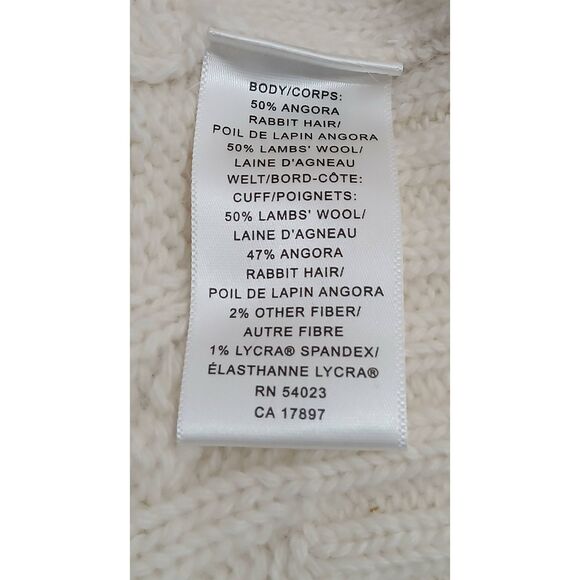 BODY/CORPS:
50% ANGORA
RABBIT HAIR/
POIL DE LAPIN ANGORA
50% LAMBS' WOOL/
LAINE D'AGNEAU
WELT/BORD-CÔTE:
CUFF/POIGNETS:
50% LAMBS' WOOL/
LAINE D'AGNEAU
47% ANGORA
RABBIT HAIR/
POIL DE LAPIN ANGORA
2% OTHER FIBER/
AUTRE FIBRE
1% LYCRA® SPANDEX/
ÉLASTHANNE LYCRA®
RN 54023
CA 17897